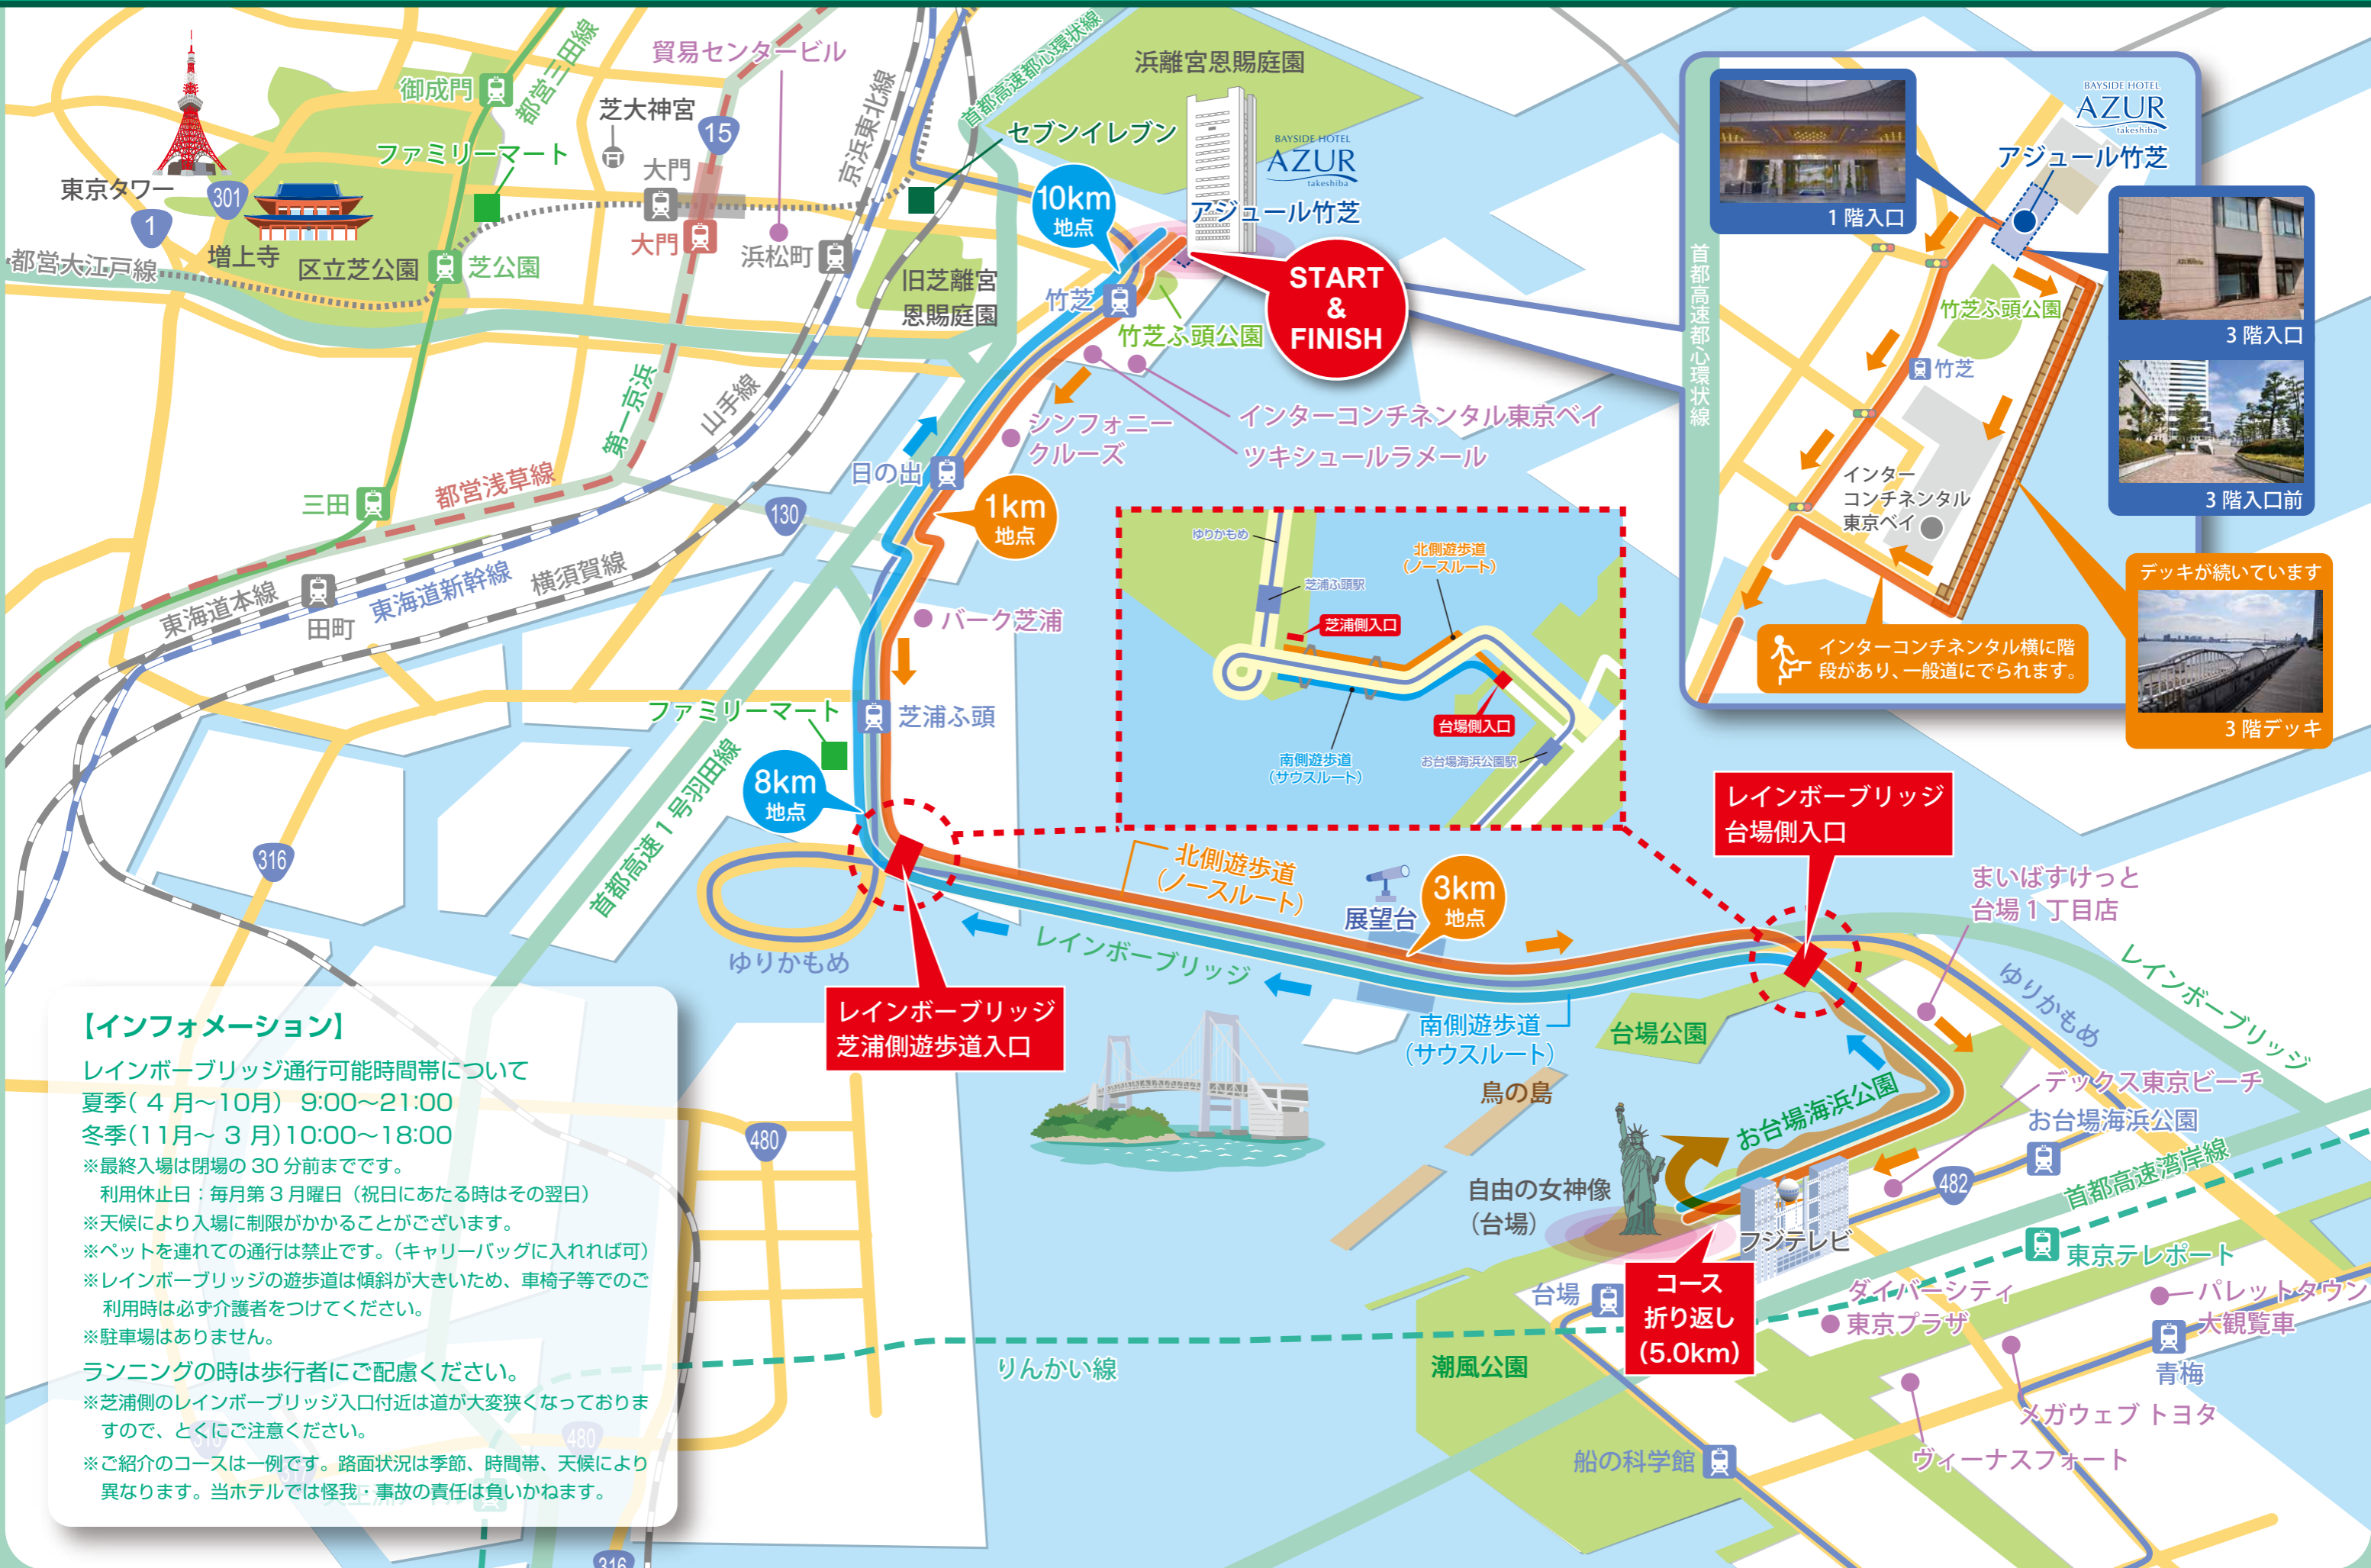 東京タワー
1
301
増上寺
都営大江戸線
区立芝公園
芝公園
御成門
都営三田線
ファミリーマート
芝大神宮
大門
大門
15
貿易センタービル
浜松町
京浜東北線
首都高速都心環状線
浜離宮恩賜庭園
セブンイレブン
10km
地点
BAYSIDE HOTEL
AZUR
takeshiba
アジュール竹芝
START
&
FINISH
旧芝離宮
恩賜庭園
竹芝
竹芝ふ頭公園
インターコンチネンタル東京ベイ
ツキシュールラメール
シンフォニー
クルーズ
日の出
1km
地点
第一京浜
山手線
都営浅草線
三田
130
東海道本線
田町
東海道新幹線
横須賀線
バーク芝浦
芝浦ふ頭
ファミリーマート
8km
地点
首都高速1号羽田線
316
ゆりかもめ
レインボーブリッジ
芝浦側遊歩道入口
北側遊歩道
(ノースルート)
レインボーブリッジ
展望台
3km
地点
南側遊歩道
(サウスルート)
レインボーブリッジ
台場側入口
まいばすけっと
台場1丁目店
ゆりかもめ
レインボーブリッジ
台場公園
鳥の島
お台場海浜公園
デックス東京ビーチ
お台場海浜公園
482
首都高速湾岸線
自由の女神像
(台場)
フジテレビ
コース
折り返し
(5.0km)
台場
東京テレポート
ダイバーシティ
東京プラザ
パレットタウン
大観覧車
青梅
メガウェブ トヨタ
ヴィーナスフォート
潮風公園
船の科学館
りんかい線
480
480
316
ゆりかもめ
芝浦ふ頭駅
芝浦側入口
北側遊歩道
(ノースルート)
台場側入口
南側遊歩道
(サウスルート)
お台場海浜公園駅
1階入口
BAYSIDE HOTEL
AZUR
takeshiba
アジュール竹芝
首都高速都心環状線
竹芝ふ頭公園
竹芝
インター
コンチネンタル
東京ベイ
3階入口
3階入口前
デッキが続いています
3階デッキ
インターコンチネンタル横に階
段があり、一般道にでられます。
【インフォメーション】
レインボーブリッジ通行可能時間帯について
夏季( 4 月〜10月) 9:00〜21:00
冬季(11月〜 3 月)10:00〜18:00
※最終入場は閉場の 30 分前までです。
利用休止日：毎月第 3 月曜日（祝日にあたる時はその翌日）
※天候により入場に制限がかかることがございます。
※ペットを連れての通行は禁止です。（キャリーバッグに入れれば可）
※レインボーブリッジの遊歩道は傾斜が大きいため、車椅子等でのご
利用時は必ず介護者をつけてください。
※駐車場はありません。
ランニングの時は歩行者にご配慮ください。
※芝浦側のレインボーブリッジ入口付近は道が大変狭くなっておりま
すので、とくにご注意ください。
※ご紹介のコースは一例です。路面状況は季節、時間帯、天候により
異なります。当ホテルでは怪我・事故の責任は負いかねます。